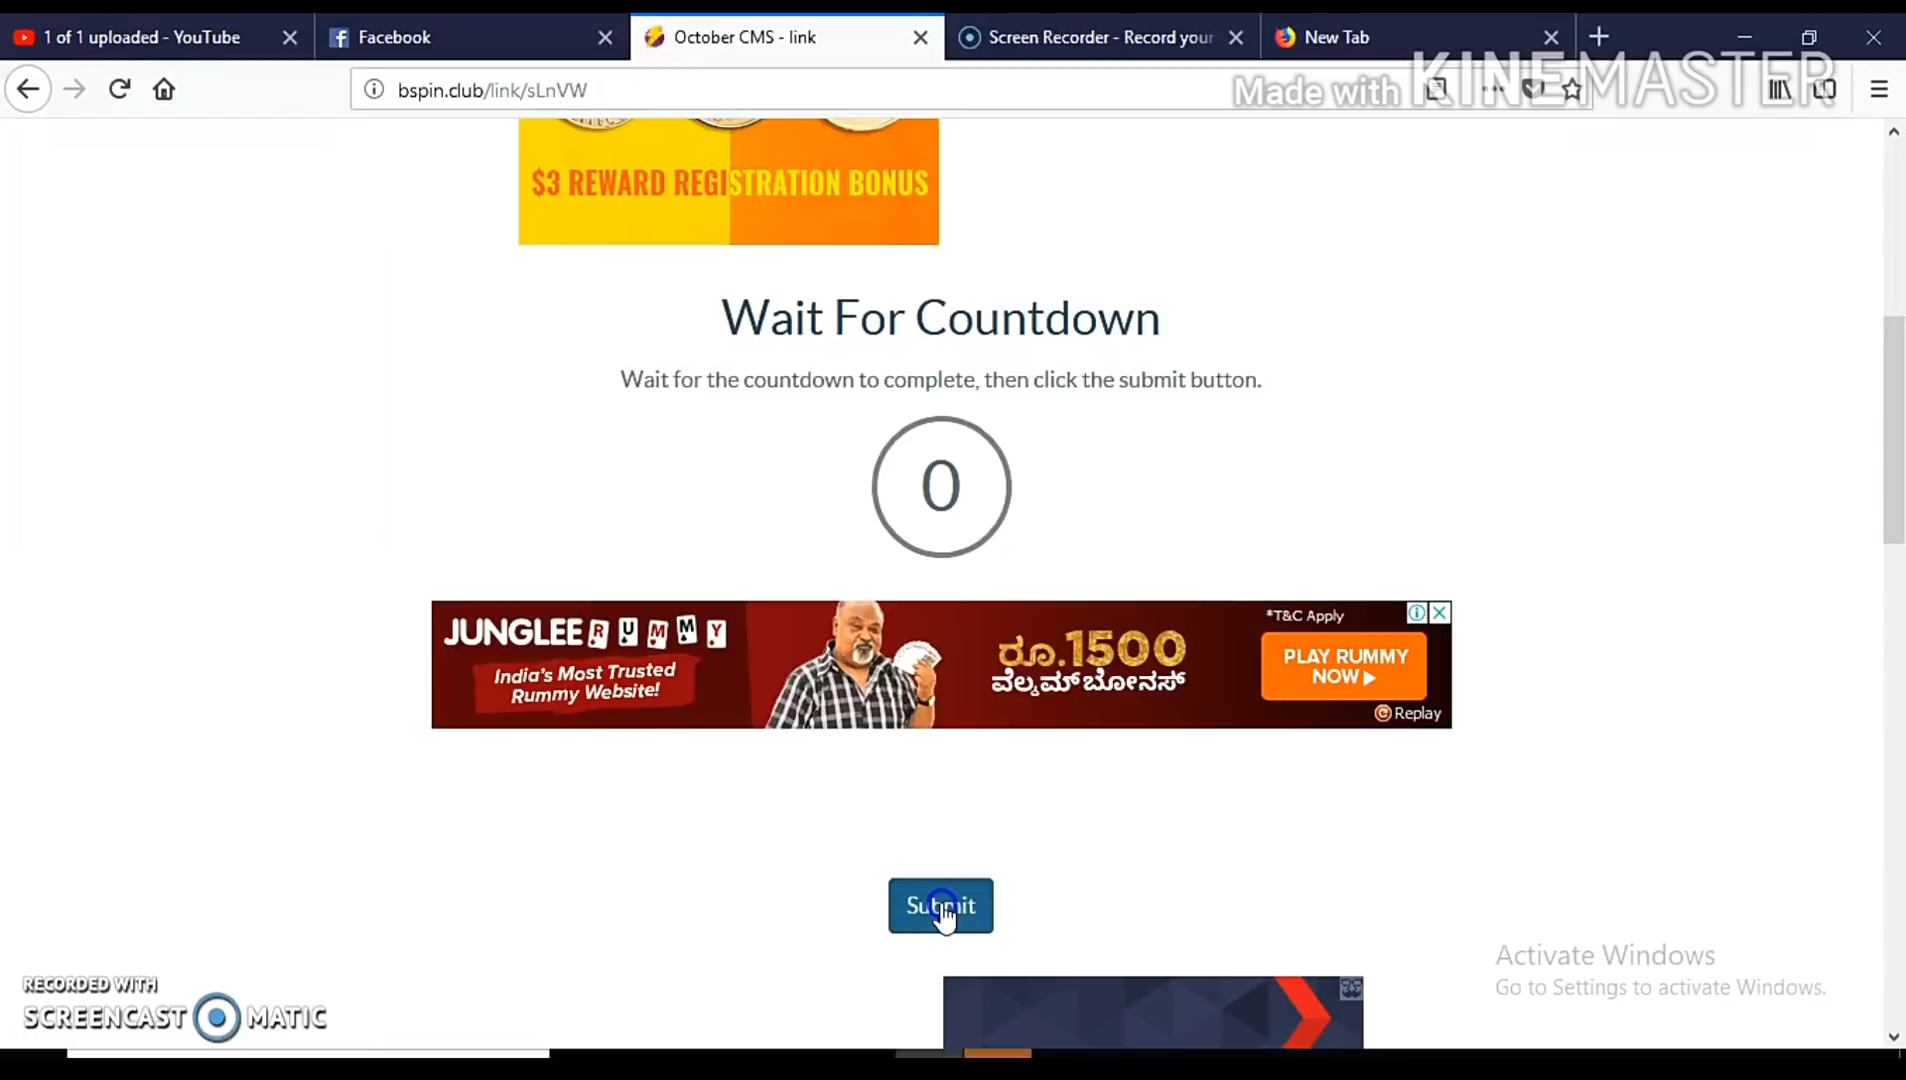 1 of 1 uploaded - YouTube
Facebook
October CMS - link
Screen Recorder - Record your
New Tab
bspin.club/link/sLnVW
Made with KINEMASTER
$3 REWARD REGISTRATION BONUS
Wait For Countdown
Wait for the countdown to complete, then click the submit button.
0
JUNGLEE RUMMY
India's Most Trusted
Rummy Website!
ರೂ.1500
ವೆಲ್ಕಮ್ ಬೋನಸ್
*T&C Apply
PLAY RUMMY
NOW
Replay
Submit
Activate Windows
Go to Settings to activate Windows.
RECORDED WITH
SCREENCAST MATIC